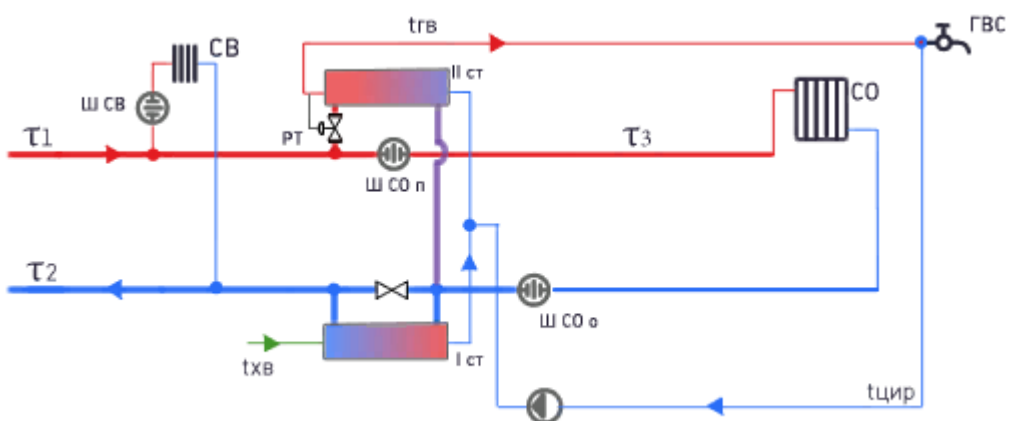 tгв
ГВС
СВ
II ст
Ш СВ
СО
τ1
РТ
τ3
Ш СО п
τ2
Ш СО о
tхв
I ст
tцир